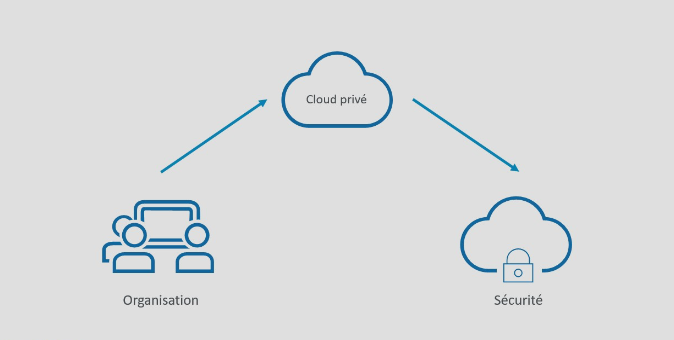 Cloud privé
Organisation
Sécurité